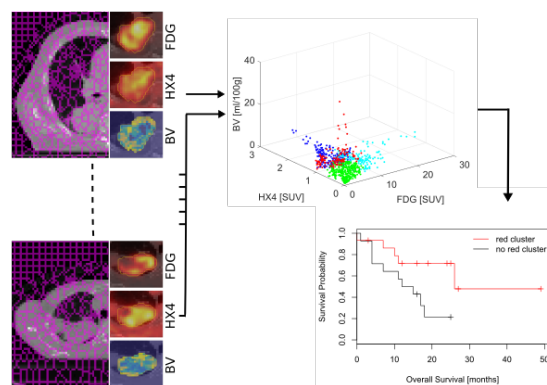 FDG
HX4
BV
FDG
HX4
BV
BV [ml/100g]
40
20
0
3
2
1
0
HX4 [SUV]
0
10
20
30
FDG [SUV]
Survival Probability
1.0
0.8
0.6
0.4
0.2
0.0
red cluster
no red cluster
0
10
20
30
40
50
Overall Survival [months]